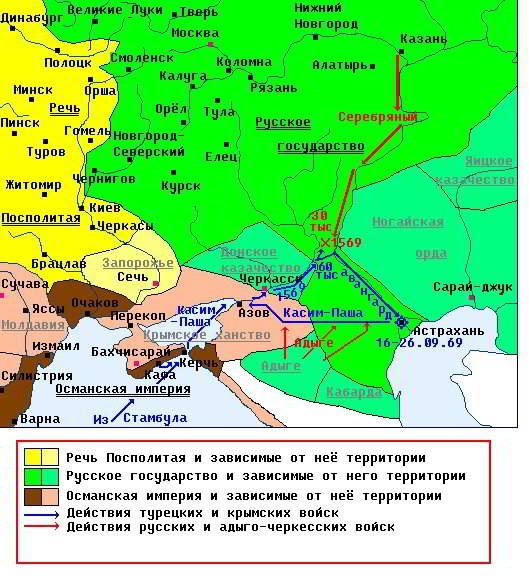 Динабург
Великие Луки
Тверь
Нижний
Новгород
Москва
Казань
Полоцк
Смоленск
Коломна
Алатырь
Калуга
Рязань
Минск
Орша
Речь
Орёл
Тула
Серебряный
Пинск
Гомель
Русское
Новгород-
Северский
государство
Туров
Елец
Яицкое
казачество
Житомир
Чернигов
Курск
Посполитая
Киев
30
тыс
Ногайская
Черкассы
×1569
орда
Брацлав
Запорожье
Донское
казачество
60
тыс
Сечь
Черкасск
1569
авангард
Сучава
Сарай-джук
Яссы
Очаков
Касим-
Паша
Азов
Касим-Паша
Молдавия
Перекоп
Астрахань
Крымское ханство
Адыге
16-26.09.69
Измаил
Бахчисарай
Керчь
Адыге
Силистрия
Кафа
Кабарда
Османская империя
Варна
Из Стамбула
Речь Посполитая и зависимые от неё территории
Русское государство и зависимые от него территории
Османская империя и зависимые от неё территории
Действия турецких и крымских войск
Действия русских и адыго-черкесских войск